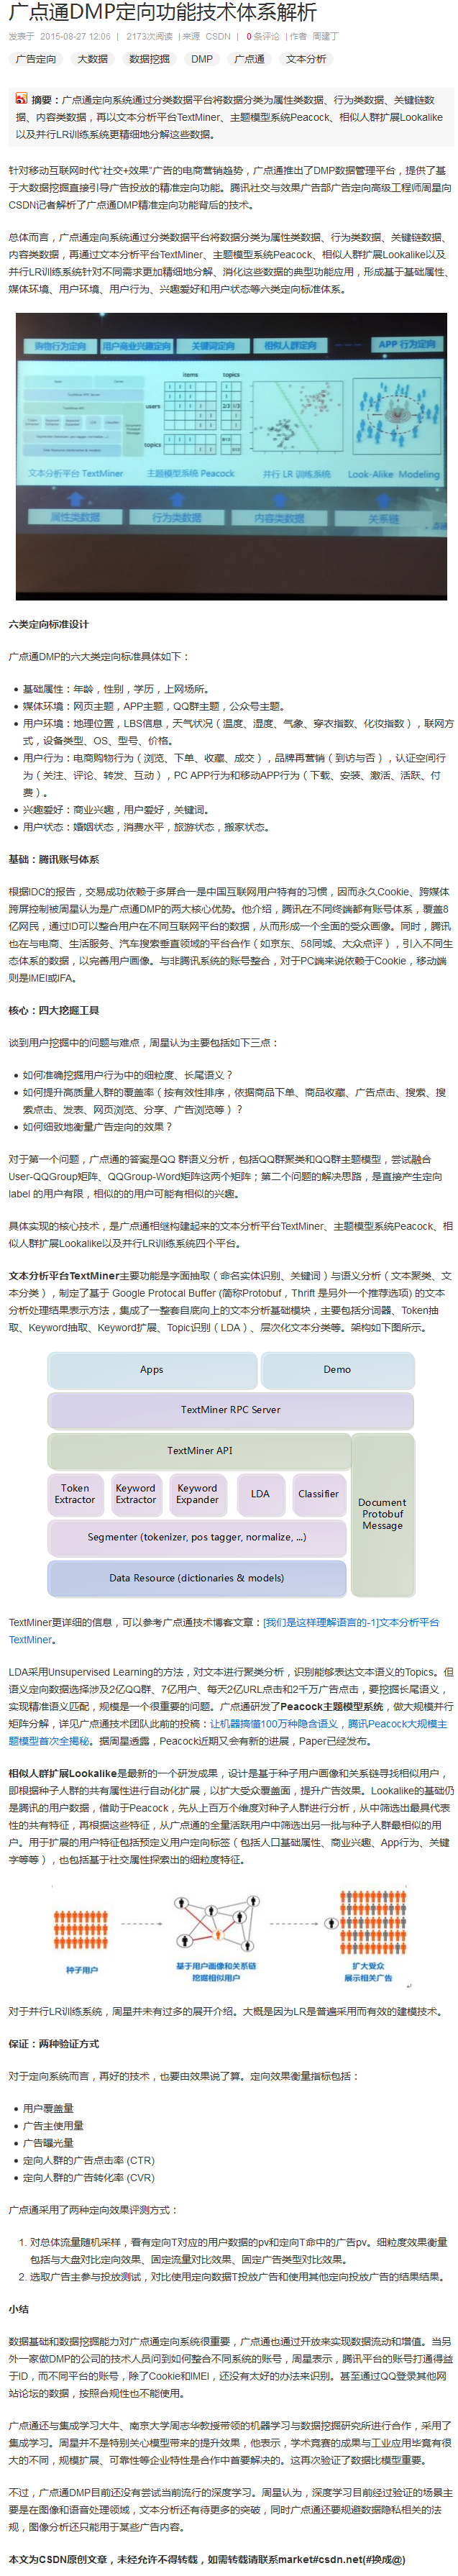 广点通DMP定向功能技术体系解析
发表于 2015-08-27 12:06 | 2173次阅读 | 来源 CSDN | 0 条评论 | 作者 周建丁
广告定向 大数据 数据挖掘 DMP 广点通 文本分析
摘要：广点通定向系统通过分类数据平台将数据分类为属性类数据、行为类数据、关键链数
据、内容类数据，再以文本分析平台TextMiner、主题模型系统Peacock、相似人群扩展Lookalike
以及并行LR训练系统更精细地分解这些数据。
针对移动互联网时代“社交+效果”广告的电商营销趋势，广点通推出了DMP数据管理平台，提供了基
于大数据挖掘直接引导广告投放的精准定向功能。腾讯社交与效果广告部广告定向高级工程师周星向
CSDN记者解析了广点通DMP精准定向功能背后的技术。
总体而言，广点通定向系统通过分类数据平台将数据分类为属性类数据、行为类数据、关键链数据、
内容类数据，再通过文本分析平台TextMiner、主题模型系统Peacock、相似人群扩展Lookalike以及
并行LR训练系统针对不同需求更加精细地分解、消化这些数据的典型功能应用，形成基于基础属性、
媒体环境、用户环境、用户行为、兴趣爱好和用户状态等六类定向标准体系。
购物行为定向 用户商业兴趣定向 关键词定向 相似人群定向 APP 行为定向
items topics
users
topics
文本分析平台 TextMiner 主题模型系统 Peacock 并行 LR 训练系统 Look-Alike Modeling
属性类数据 行为类数据 内容类数据 关系链
六类定向标准设计
广点通DMP的六大类定向标准具体如下：
基础属性：年龄，性别，学历，上网场所。
媒体环境：网页主题，APP主题，QQ群主题，公众号主题。
用户环境：地理位置，LBS信息，天气状况（温度、湿度、气象、穿衣指数、化妆指数），联网方
式，设备类型、OS、型号、价格。
用户行为：电商购物行为（浏览、下单、收藏、成交），品牌再营销（到访与否），认证空间行
为（关注、评论、转发、互动），PC APP行为和移动APP行为（下载、安装、激活、活跃、付
费）。
兴趣爱好：商业兴趣，用户爱好，关键词。
用户状态：婚姻状态，消费水平，旅游状态，搬家状态。
基础：腾讯账号体系
根据IDC的报告，交易成功依赖于多屏合一是中国互联网用户特有的习惯，因而永久Cookie、跨媒体
跨屏控制被周星认为是广点通DMP的两大核心优势。他介绍，腾讯在不同终端都有账号体系，覆盖8
亿网民，通过ID可以整合用户在不同互联网平台的数据，从而形成一个全面的受众画像。同时，腾讯
也在与电商、生活服务、汽车搜索垂直领域的平台合作（如京东、58同城、大众点评），引入不同生
态体系的数据，以完善用户画像。与非腾讯系统的账号整合，对于PC端来说依赖于Cookie，移动端
则是IMEI或IFA。
核心：四大挖掘工具
谈到用户挖掘中的问题与难点，周星认为主要包括如下三点：
如何准确挖掘用户行为中的细粒度、长尾语义？
如何提升高质量人群的覆盖率（按有效性排序，依据商品下单、商品收藏、广告点击、搜索、搜
索点击、发表、网页浏览、分享、广告浏览等）？
如何细致地衡量广告定向的效果？
对于第一个问题，广点通的答案是QQ 群语义分析，包括QQ群聚类和QQ群主题模型，尝试融合
User-QQGroup矩阵、QQGroup-Word矩阵这两个矩阵；第二个问题的解决思路，是直接产生定向
label 的用户有限，相似的的用户可能有相似的兴趣。
具体实现的核心技术，是广点通相继构建起来的文本分析平台TextMiner、主题模型系统Peacock、相
似人群扩展Lookalike以及并行LR训练系统四个平台。
文本分析平台TextMiner主要功能是字面抽取（命名实体识别、关键词）与语义分析（文本聚类、文
本分类），制定了基于 Google Protocal Buffer (简称Protobuf，Thrift 是另外一个推荐选项) 的文本
分析处理结果表示方法，集成了一整套自底向上的文本分析基础模块，主要包括分词器、Token抽
取、Keyword抽取、Keyword扩展、Topic识别（LDA）、层次化文本分类等。架构如下图所示。
Apps Demo
TextMiner RPC Server
TextMiner API
Token Extractor Keyword Extractor Keyword Expander LDA Classifier
Document Protobuf Message
Segmenter (tokenizer, pos tagger, normalize, ...)
Data Resource (dictionaries & models)
TextMiner更详细的信息，可以参考广点通技术博客文章：[我们是这样理解语言的-1]文本分析平台
TextMiner。
LDA采用Unsupervised Learning的方法，对文本进行聚类分析，识别能够表达文本语义的Topics。但
语义定向数据选择涉及2亿QQ群、7亿用户、每天2亿URL点击和2千万广告点击，要挖掘长尾语义，
实现精准语义匹配，规模是一个很重要的问题。广点通研发了Peacock主题模型系统，做大规模并行
矩阵分解，详见广点通技术团队此前的投稿：让机器搞懂100万种隐含语义，腾讯Peacock大规模主
题模型首次全揭秘。据周星透露，Peacock近期又会有新的进展，Paper已经发布。
相似人群扩展Lookalike是最新的一个研发成果，设计是基于种子用户画像和关系链寻找相似用户，
即根据种子人群的共有属性进行自动化扩展，以扩大受众覆盖面，提升广告效果。Lookalike的基础仍
是腾讯的用户数据，借助于Peacock，先从上百万个维度对种子人群进行分析，从中筛选出最具代表
性的共有特征，再根据这些特征，从广点通的全量活跃用户中筛选出另一批与种子人群最相似的用
户。用于扩展的用户特征包括预定义用户定向标签（包括人口基础属性、商业兴趣、App行为、关键
字等等），也包括基于社交属性探索出的细粒度特征。
种子用户
基于用户画像和关系链
挖掘相似用户
扩大受众
展示相关广告
对于并行LR训练系统，周星并未有过多的展开介绍。大概是因为LR是普遍采用而有效的建模技术。
保证：两种验证方式
对于定向系统而言，再好的技术，也要由效果说了算。定向效果衡量指标包括：
用户覆盖量
广告主使用量
广告曝光量
定向人群的广告点击率 (CTR)
定向人群的广告转化率 (CVR)
广点通采用了两种定向效果评测方式：
1. 对总体流量随机采样，看有定向T对应的用户数据的pv和定向T命中的广告pv。细粒度效果衡量
包括与大盘对比定向效果、固定流量对比效果、固定广告类型对比效果。
2. 选取广告主参与投放测试，对比使用定向数据T投放广告和使用其他定向投放广告的结果结果。
小结
数据基础和数据挖掘能力对广点通定向系统很重要，广点通也通过开放来实现数据流动和增值。当另
外一家做DMP的公司的技术人员问到如何整合不同系统的账号，周星表示，腾讯平台的账号打通得益
于ID，而不同平台的账号，除了Cookie和IMEI，还没有大好的办法来识别。甚至通过QQ登录其他网
站论坛的数据，按照合规性也不能使用。
广点通还与集成学习大牛、南京大学周志华教授带领的机器学习与数据挖掘研究所进行合作，采用了
集成学习。周星并不是特别关心模型带来的提升效果，他表示，学术竞赛的成果与工业应用毕竟有很
大的不同，规模扩展、可靠性等企业特性是合作中首要解决的。这再次验证了数据比模型重要。
不过，广点通DMP目前还没有尝试当前流行的深度学习。周星认为，深度学习目前经过验证的场景主
要是在图像和语音处理领域，文本分析还有待更多的突破，同时广点通还要规避数据隐私相关的法
规，图像分析还只能用于某些广告内容。
本文为CSDN原创文章，未经允许不得转载，如需转载请联系market#csdn.net(#换成@)